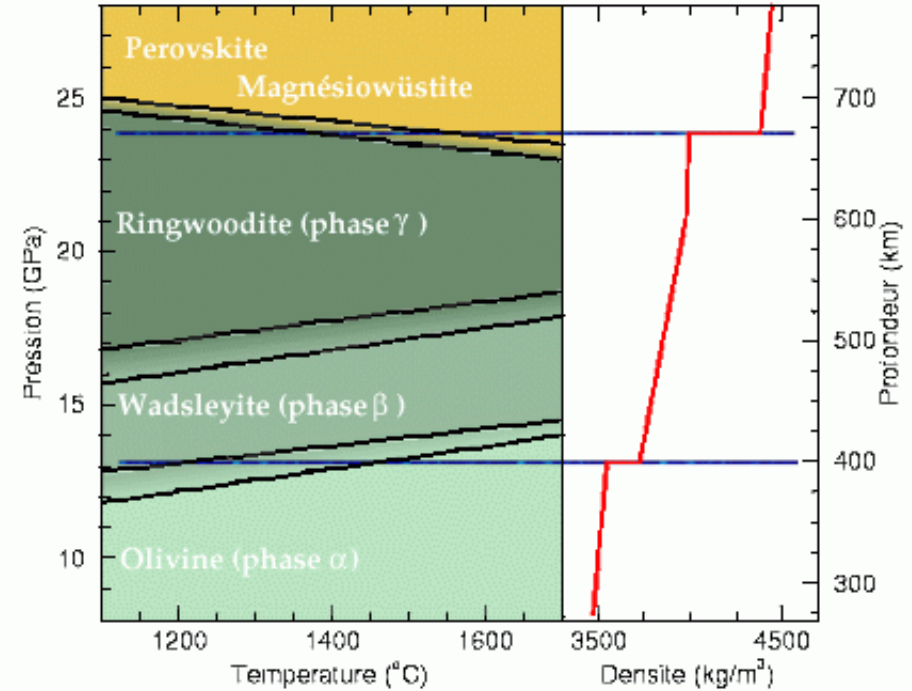 Perovskite
Magnésiowüstite
Ringwoodite (phase γ )
Wadsleyite (phase β )
Olivine (phase α)
Pression (GPa)
25
20
15
10
1200
1400
1600
Temperature (°C)
3500
4500
Densite (kg/m³)
700
600
500
400
300
Profondeur (km)